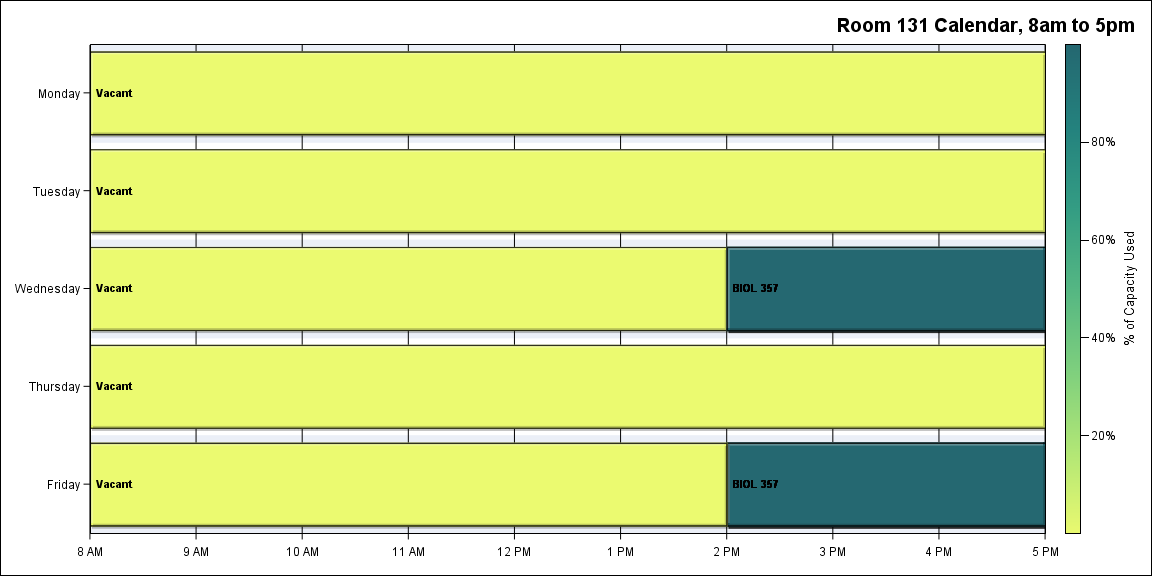 Room 131 Calendar, 8am to 5pm
Monday
Vacant
Tuesday
Vacant
Wednesday
Vacant
BIOL 357
Thursday
Vacant
Friday
Vacant
BIOL 357
8 AM 9 AM 10 AM 11 AM 12 PM 1 PM 2 PM 3 PM 4 PM 5 PM
80%
60%
40%
20%
% of Capacity Used